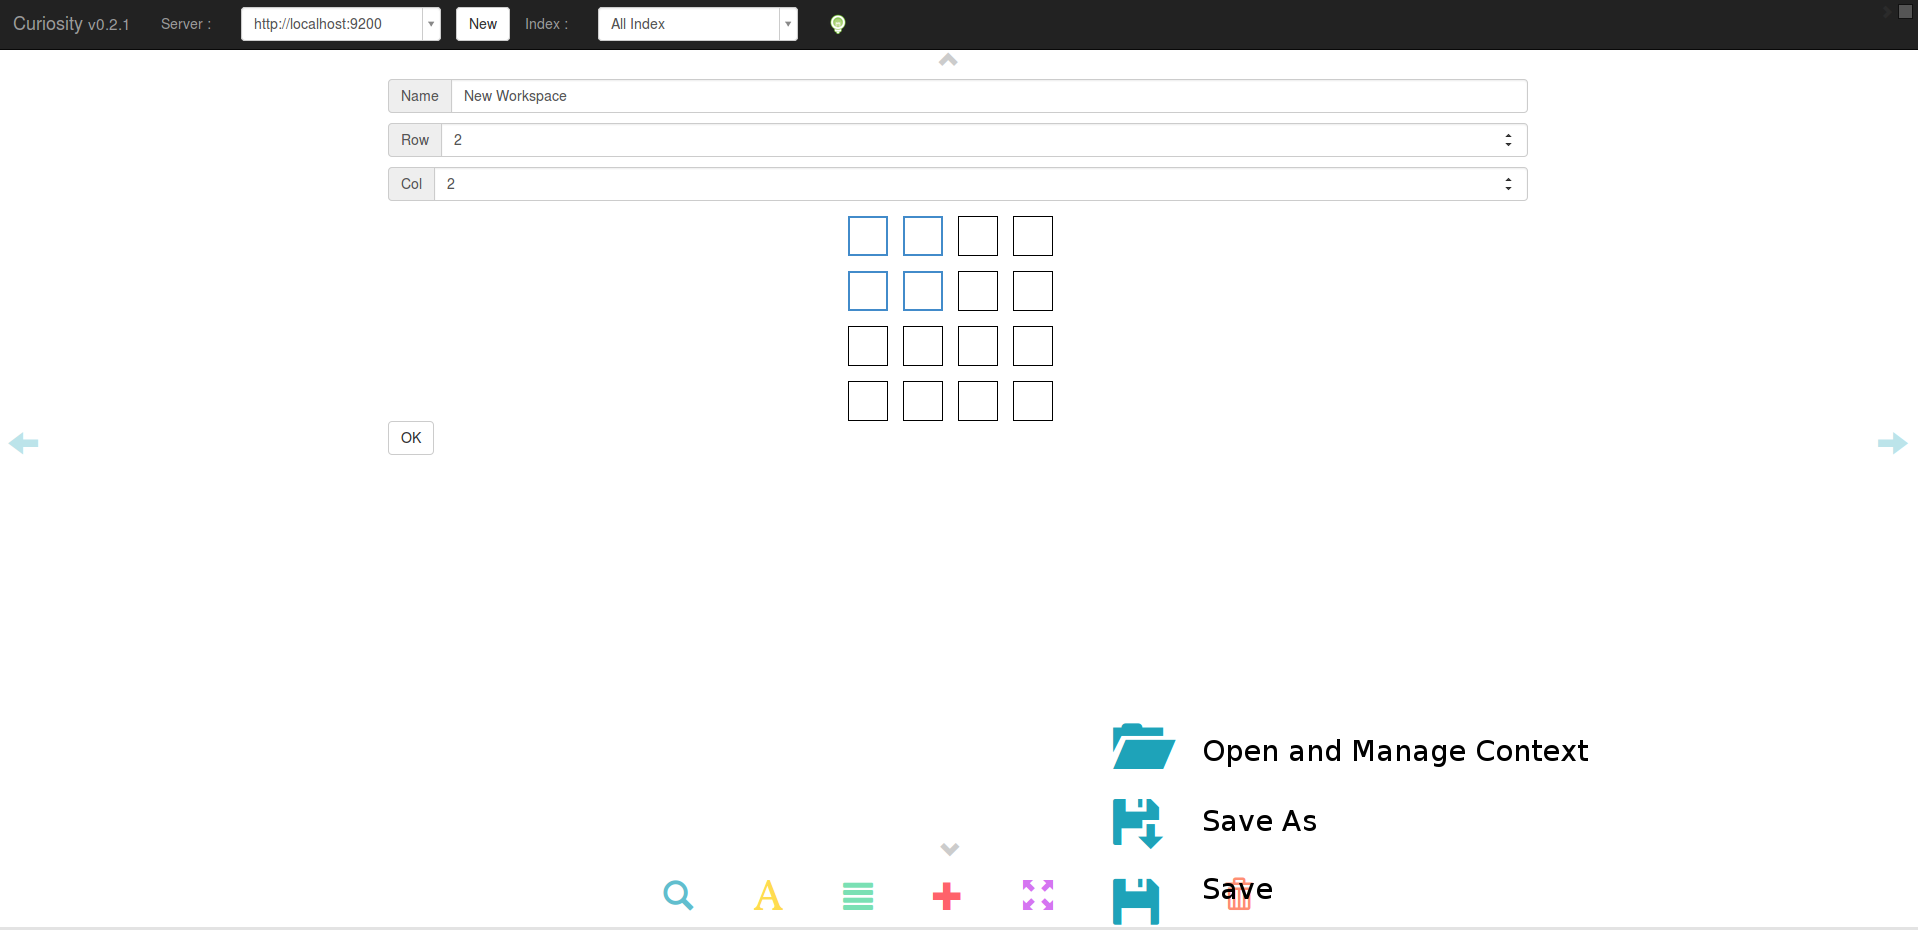 Curiosity v0.2.1 Server : http://localhost:9200 New Index : All Index
Name New Workspace
Row 2
Col 2
OK
Open and Manage Context
Save As
A Save